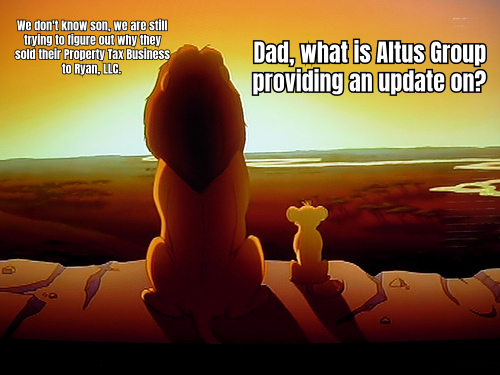 We don't know son, we are still
trying to figure out why they
sold their Property Tax Business
to Ryan, LLC.
Dad, what is Altus Group
providing an update on?